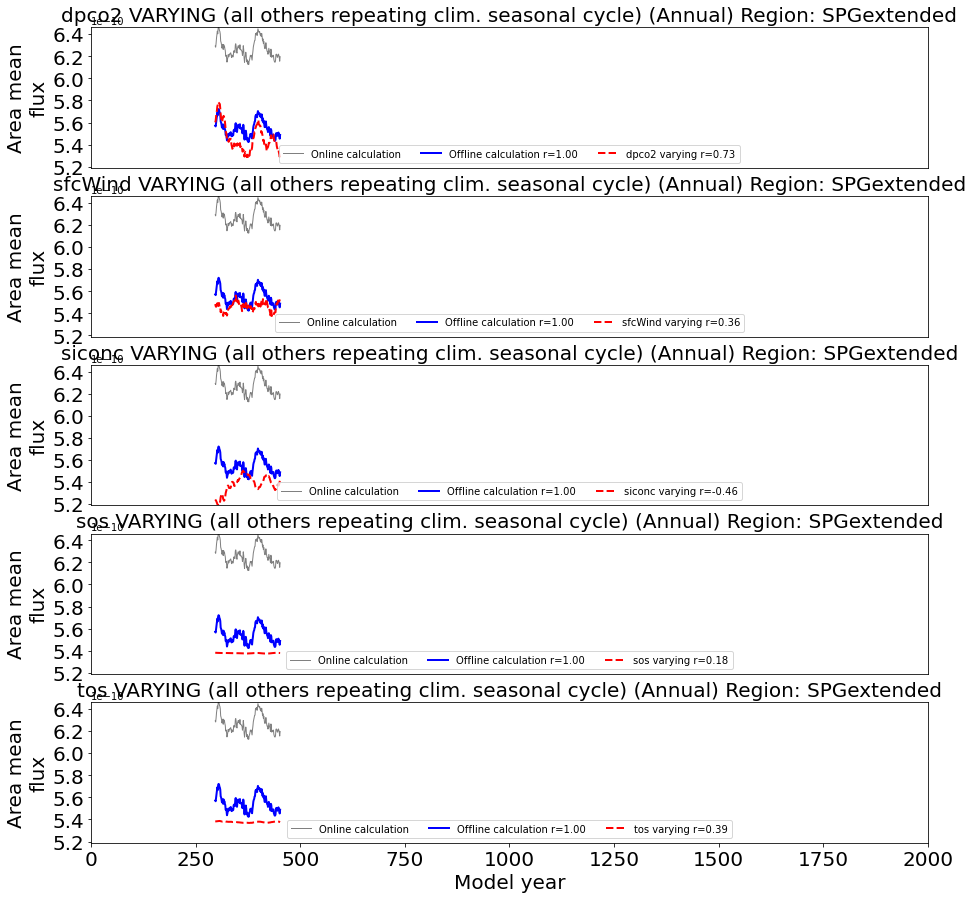 dpco2 VARYING (all others repeating clim. seasonal cycle) (Annual) Region: SPGextended
1e−10
6.4
6.2
6.0
5.8
5.6
5.4
5.2
Area mean
flux
Online calculation
Offline calculation r=1.00
dpco2 varying r=0.73
sfcWind VARYING (all others repeating clim. seasonal cycle) (Annual) Region: SPGextended
1e−10
6.4
6.2
6.0
5.8
5.6
5.4
5.2
Area mean
flux
Online calculation
Offline calculation r=1.00
sfcWind varying r=0.36
siconc VARYING (all others repeating clim. seasonal cycle) (Annual) Region: SPGextended
1e−10
6.4
6.2
6.0
5.8
5.6
5.4
5.2
Area mean
flux
Online calculation
Offline calculation r=1.00
siconc varying r=-0.46
sos VARYING (all others repeating clim. seasonal cycle) (Annual) Region: SPGextended
1e−10
6.4
6.2
6.0
5.8
5.6
5.4
5.2
Area mean
flux
Online calculation
Offline calculation r=1.00
sos varying r=0.18
tos VARYING (all others repeating clim. seasonal cycle) (Annual) Region: SPGextended
1e−10
6.4
6.2
6.0
5.8
5.6
5.4
5.2
Area mean
flux
Online calculation
Offline calculation r=1.00
tos varying r=0.39
0 250 500 750 1000 1250 1500 1750 2000
Model year